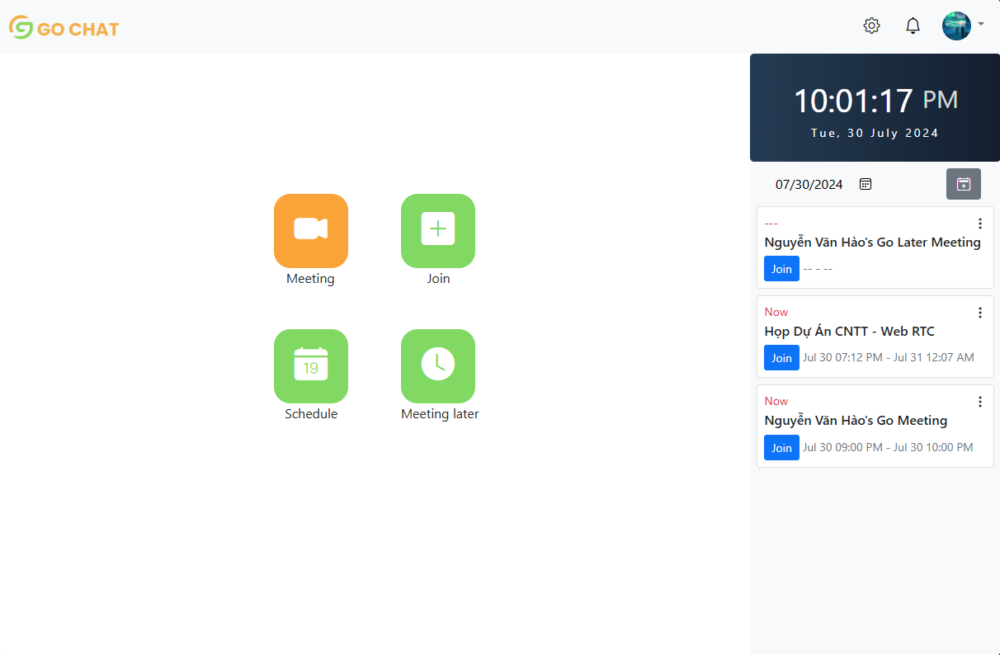 GO CHAT
10:01:17 PM
Tue, 30 July 2024
07/30/2024
Meeting
Join
19
Schedule
Meeting later
---
Nguyễn Văn Hào's Go Later Meeting
Join -- - --
Now
Họp Dự Án CNTT - Web RTC
Join Jul 30 07:12 PM - Jul 31 12:07 AM
Now
Nguyễn Văn Hào's Go Meeting
Join Jul 30 09:00 PM - Jul 30 10:00 PM